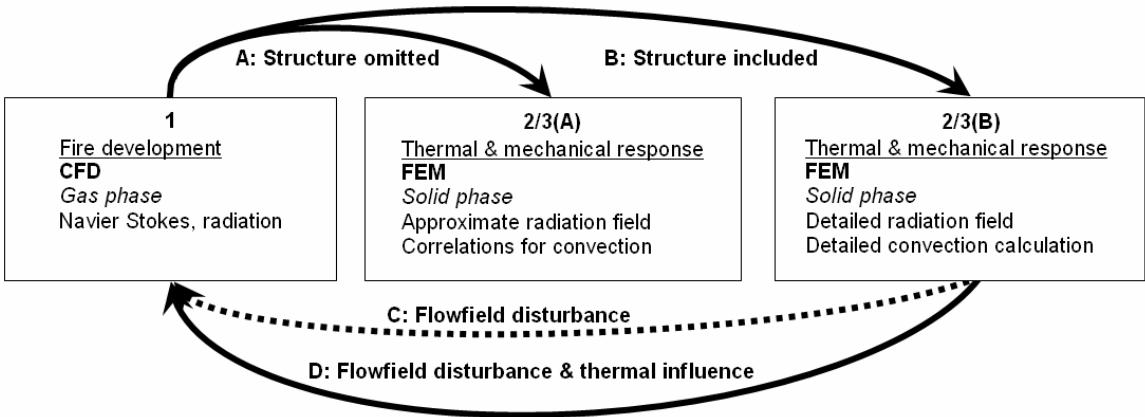 A: Structure omitted
B: Structure included
1
Fire development
CFD
Gas phase
Navier Stokes, radiation
2/3(A)
Thermal & mechanical response
FEM
Solid phase
Approximate radiation field
Correlations for convection
2/3(B)
Thermal & mechanical response
FEM
Solid phase
Detailed radiation field
Detailed convection calculation
C: Flowfield disturbance
D: Flowfield disturbance & thermal influence